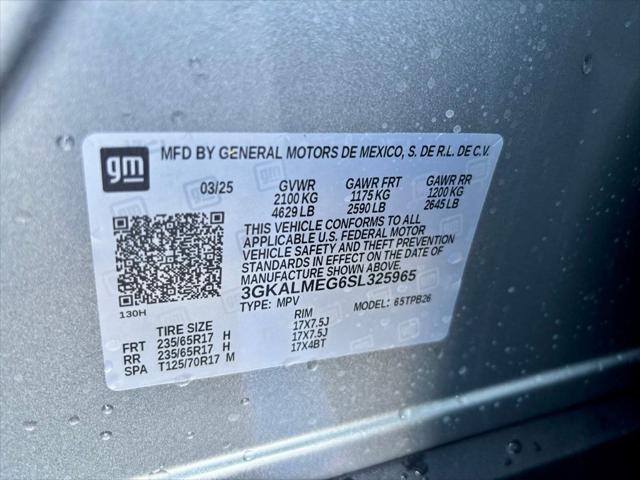 gm MFD BY GENERAL MOTORS DE MEXICO, S. DE R.L. DE C.V.
03/25 GVWR GAWR FRT GAWR RR
2100 KG 1175 KG 1200 KG
4629 LB 2590 LB 2645 LB
THIS VEHICLE CONFORMS TO ALL
APPLICABLE U.S. FEDERAL MOTOR
VEHICLE SAFETY AND THEFT PREVENTION
STANDARDS IN EFFECT ON THE DATE OF
MANUFACTURE SHOWN ABOVE.
3GKALMEG6SL325965
130H
TYPE: MPV MODEL: 65TPB26
TIRE SIZE RIM
FRT 235/65R17 H 17X7.5J
RR 235/65R17 H 17X7.5J
SPA T125/70R17 M 17X4BT